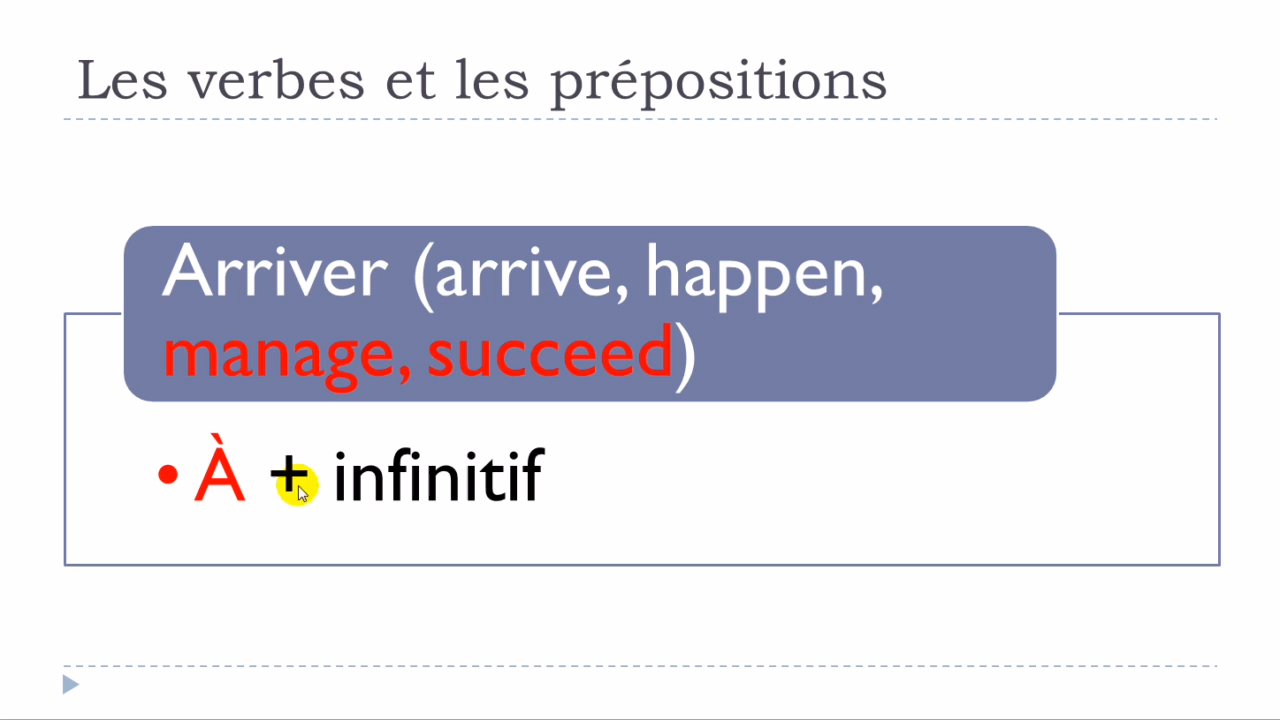 Les verbes et les prépositions
Arriver (arrive, happen,
manage, succeed)
• À + infinitif